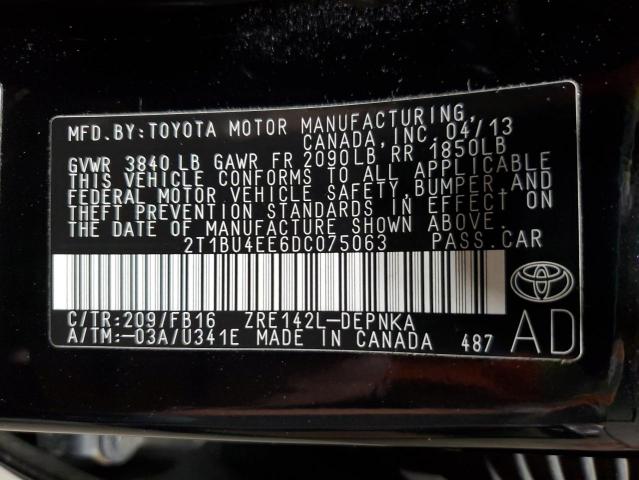 MFD.BY:TOYOTA MOTOR MANUFACTURING,
CANADA, INC. 04/13
GVWR 3840 LB GAWR FR 2090LB, RR 1850LB
THIS VEHICLE CONFORMS TO ALL APPLICABLE
FEDERAL MOTOR VEHICLE SAFETY, BUMPER, AND
THEFT PREVENTION STANDARDS IN EFFECT ON
THE DATE OF MANUFACTURE SHOWN ABOVE.
2T1BU4EE6DC075063 PASS.CAR
C/TR:209/FB16 ZRE142L-DEPNKA
A/TM:-03A/U341E MADE IN CANADA 487
AD